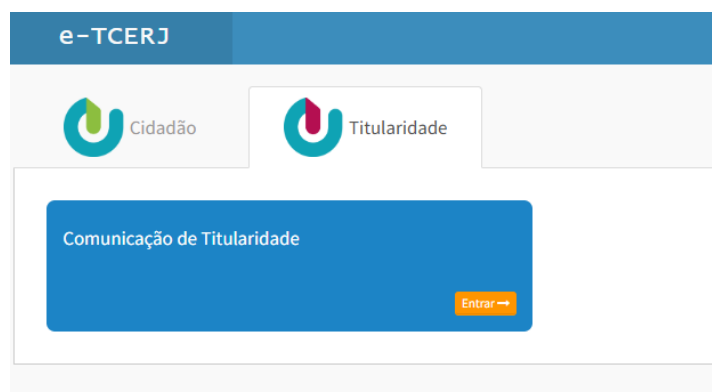 e-TCERJ
Cidadão
Titularidade
Comunicação de Titularidade
Entrar